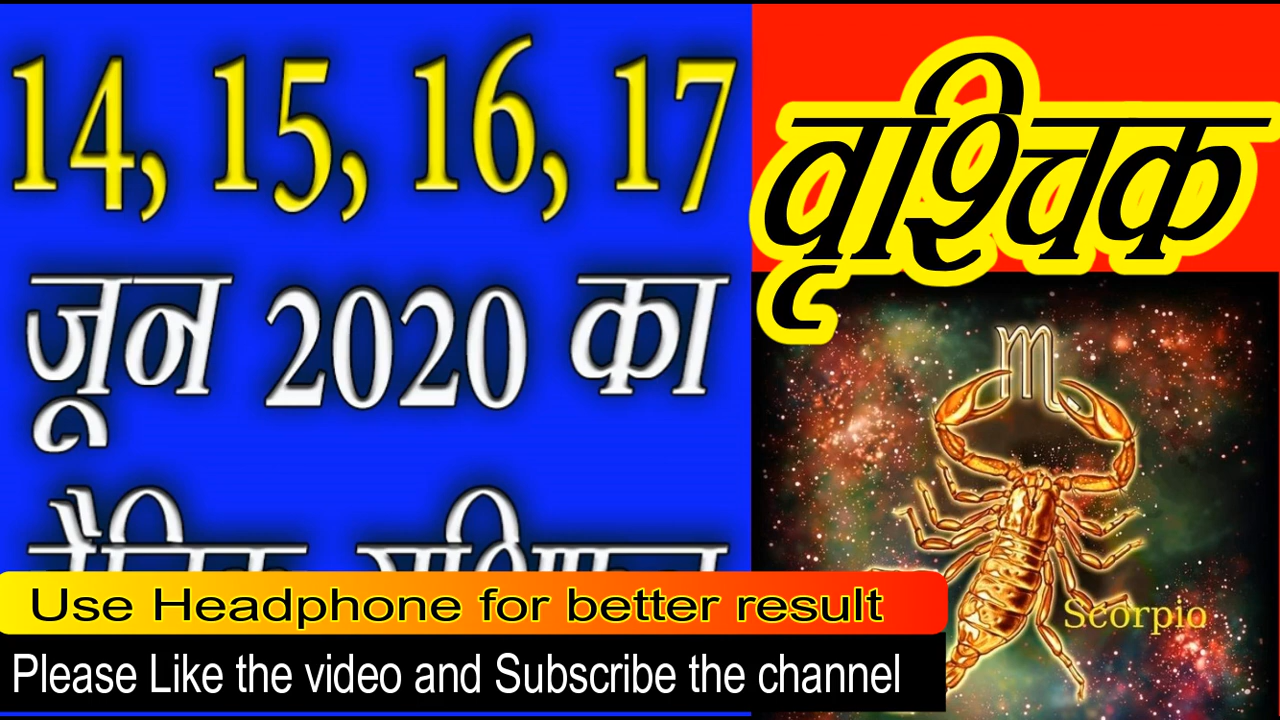 14, 15, 16, 17
जून 2020 का
दैनिक राशिफल
वृश्चिक
Scorpio
Use Headphone for better result
Please Like the video and Subscribe the channel